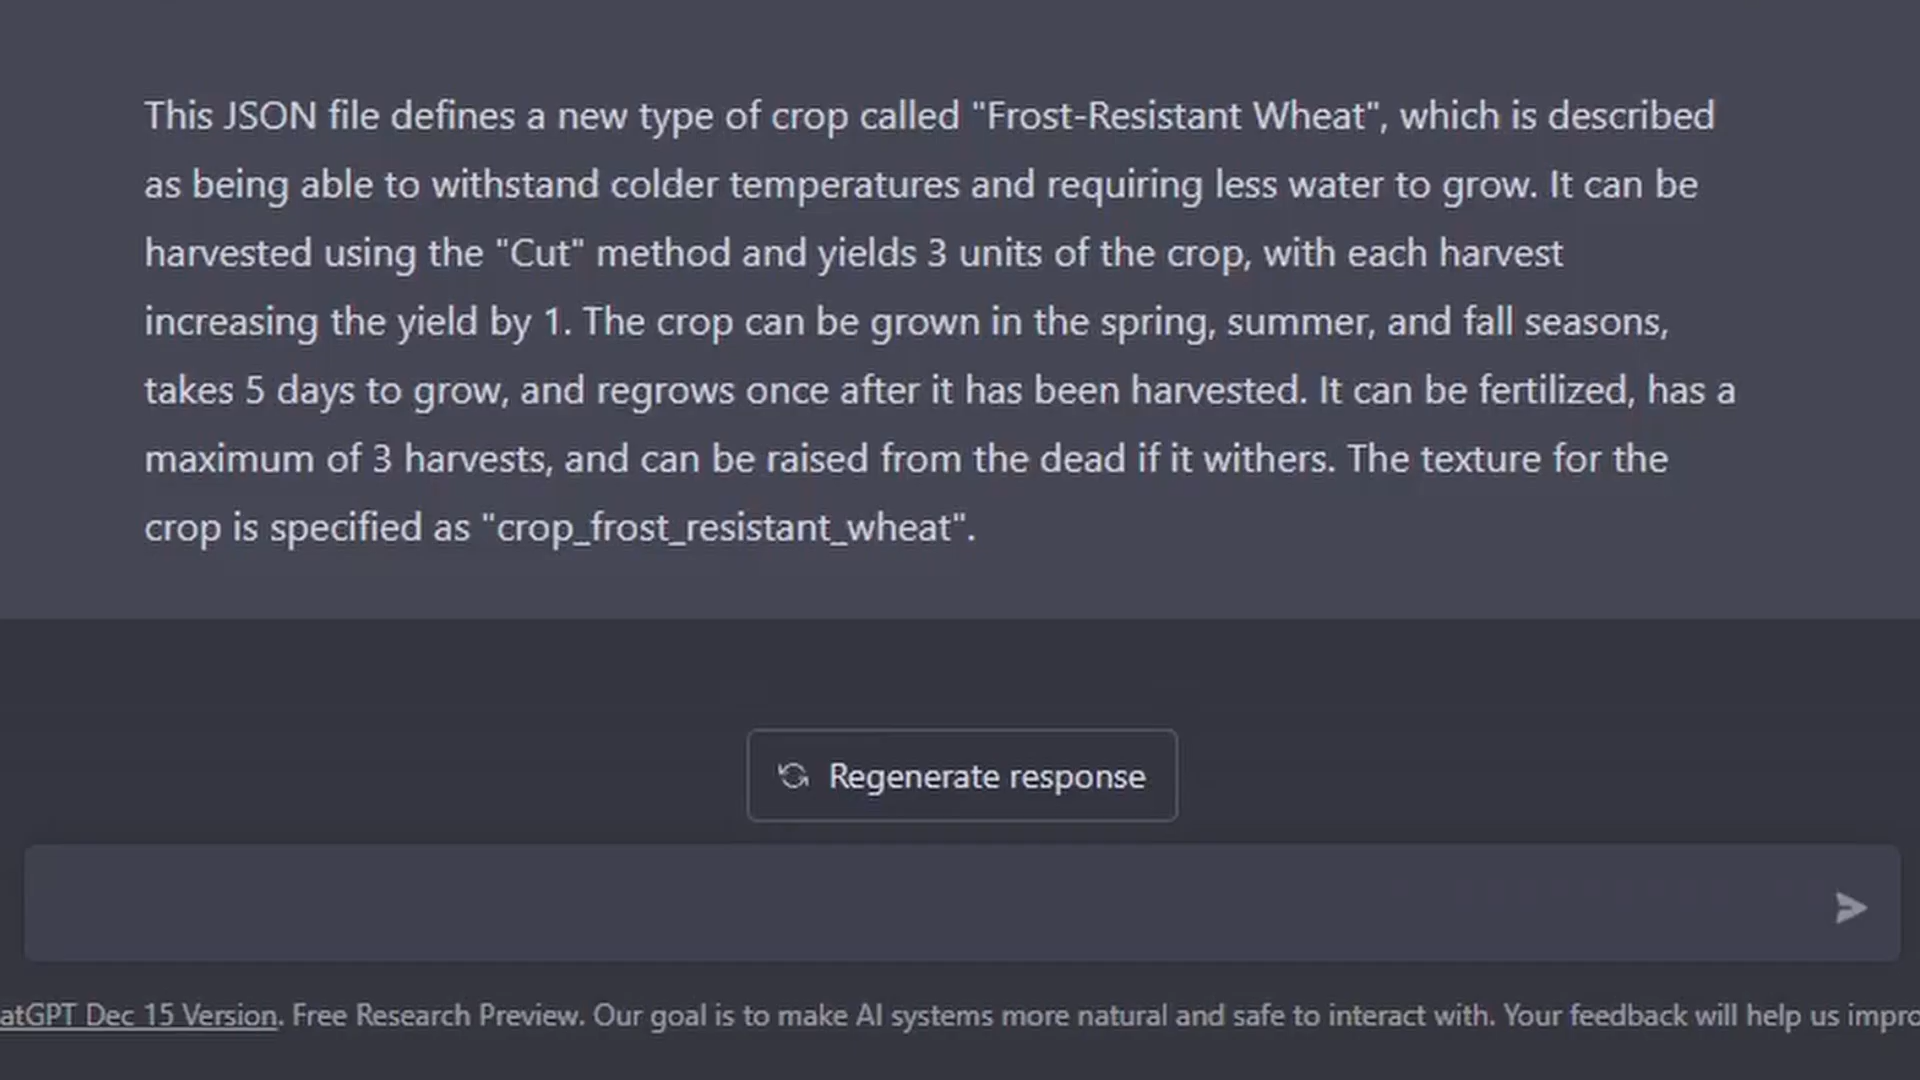 This JSON file defines a new type of crop called "Frost-Resistant Wheat", which is described
as being able to withstand colder temperatures and requiring less water to grow. It can be
harvested using the "Cut" method and yields 3 units of the crop, with each harvest
increasing the yield by 1. The crop can be grown in the spring, summer, and fall seasons,
takes 5 days to grow, and regrows once after it has been harvested. It can be fertilized, has a
maximum of 3 harvests, and can be raised from the dead if it withers. The texture for the
crop is specified as "crop_frost_resistant_wheat".
Regenerate response
atGPT Dec 15 Version. Free Research Preview. Our goal is to make AI systems more natural and safe to interact with. Your feedback will help us impro